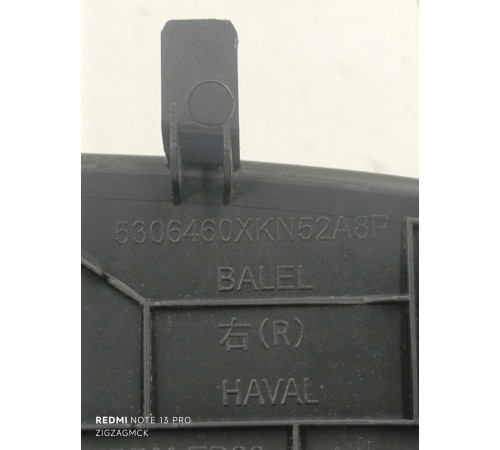 5306460XKN52A8P
BALEL
右(R)
HAVAL
REDMI NOTE 13 PRO
ZIGZAGMCK